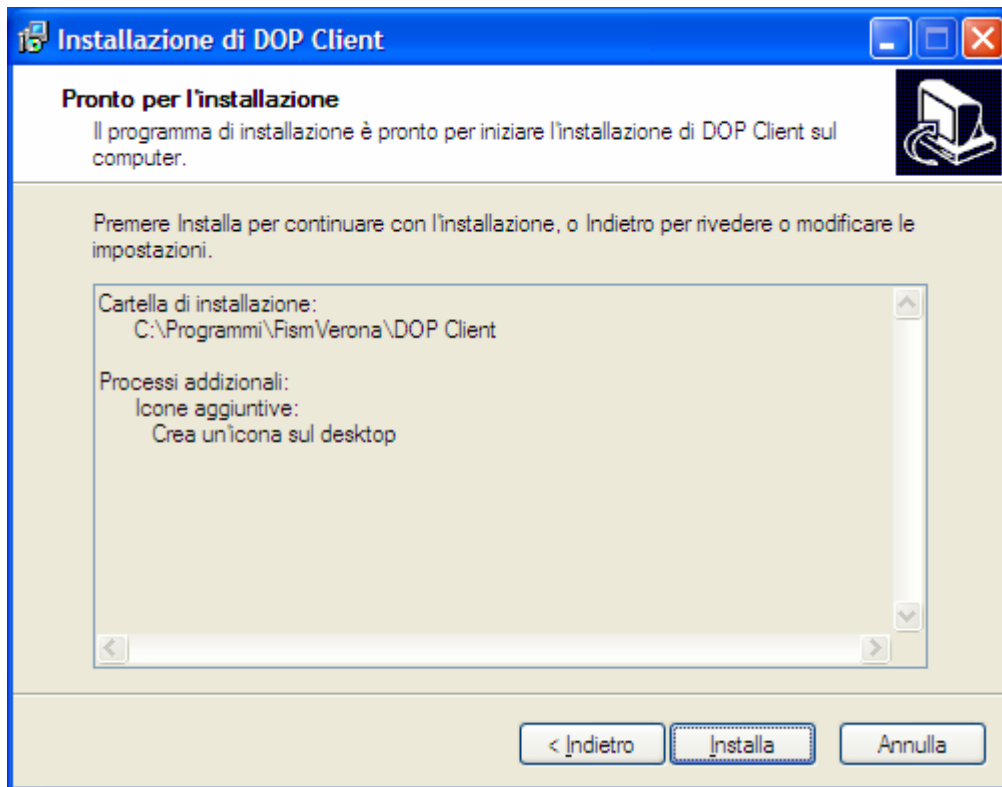 Installazione di DOP Client
Pronto per l'installazione
Il programma di installazione è pronto per iniziare l'installazione di DOP Client sul
computer.
Premere Installa per continuare con l'installazione, o Indietro per rivedere o modificare le
impostazioni.
Cartella di installazione:
C:\Programmi\FismVerona\DOP Client
Processi addizionali:
Icone aggiuntive:
Crea un'icona sul desktop
< Indietro
Installa
Annulla